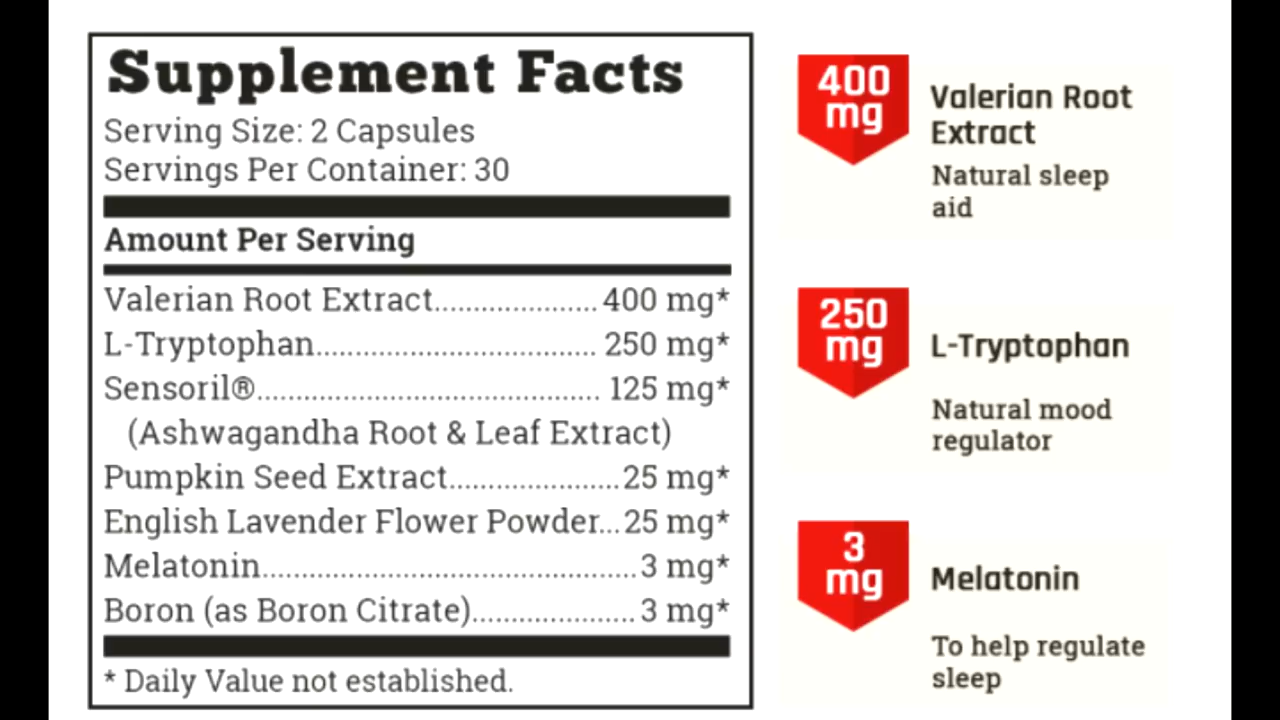 Supplement Facts
Serving Size: 2 Capsules
Servings Per Container: 30
Amount Per Serving
Valerian Root Extract.................... 400 mg*
L-Tryptophan.................................... 250 mg*
Sensoril®............................................ 125 mg*
(Ashwagandha Root & Leaf Extract)
Pumpkin Seed Extract......................25 mg*
English Lavender Flower Powder...25 mg*
Melatonin................................................ 3 mg*
Boron (as Boron Citrate)..................... 3 mg*
* Daily Value not established.
400
mg
Valerian Root
Extract
Natural sleep
aid
250
mg
L-Tryptophan
Natural mood
regulator
3
mg
Melatonin
To help regulate
sleep